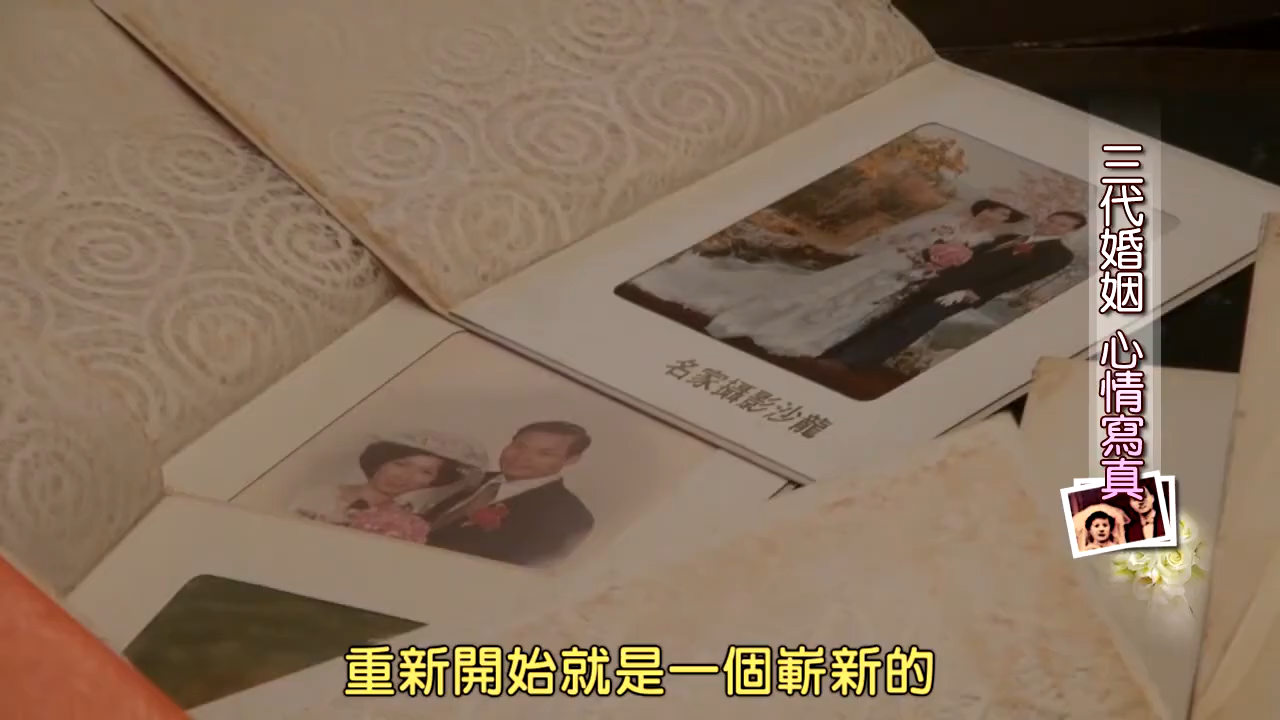 三代婚姻 心情寫真
名家攝影沙龍
重新開始就是一個嶄新的